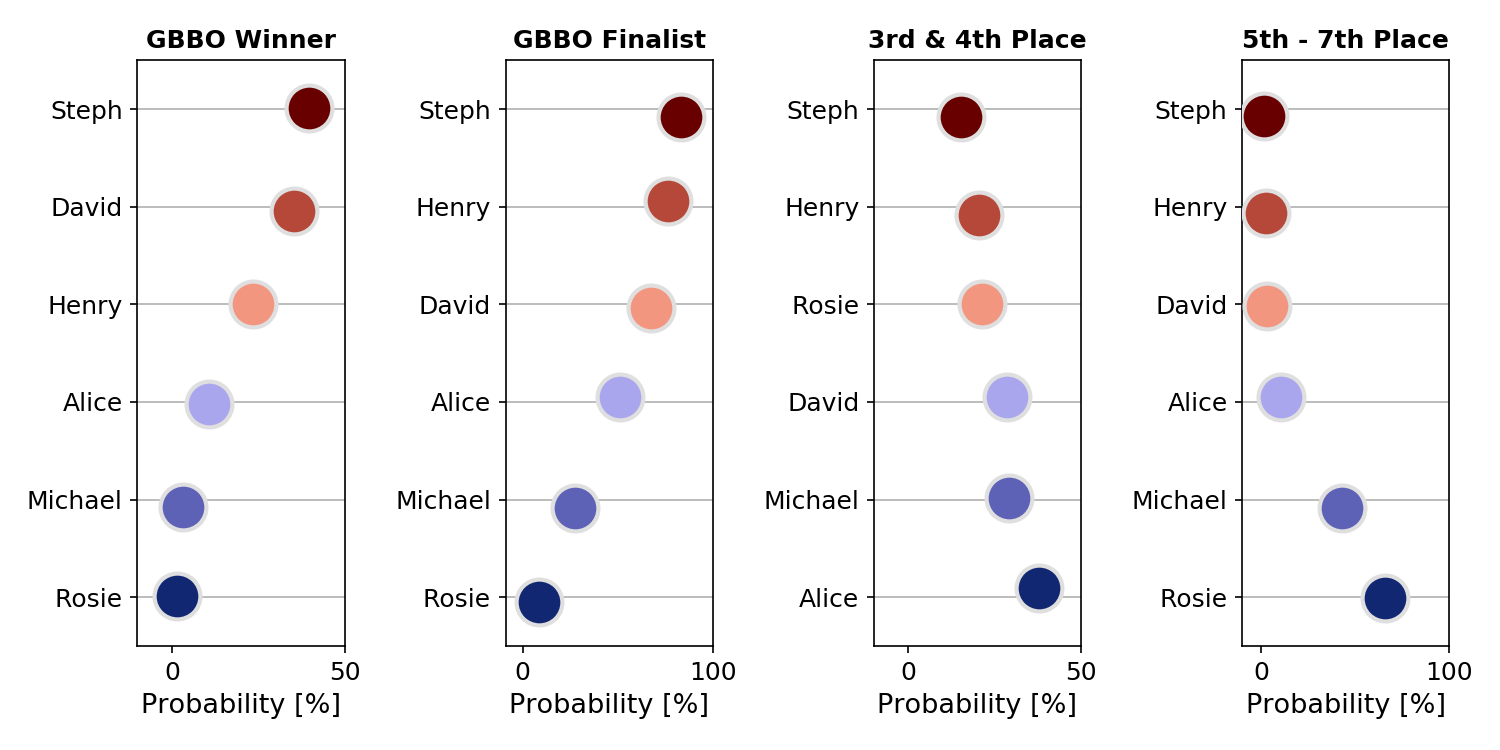 GBBO Winner
Steph
David
Henry
Alice
Michael
Rosie
0 50
Probability [%]
GBBO Finalist
Steph
Henry
David
Alice
Michael
Rosie
0 100
Probability [%]
3rd & 4th Place
Steph
Henry
Rosie
David
Michael
Alice
0 50
Probability [%]
5th - 7th Place
Steph
Henry
David
Alice
Michael
Rosie
0 100
Probability [%]